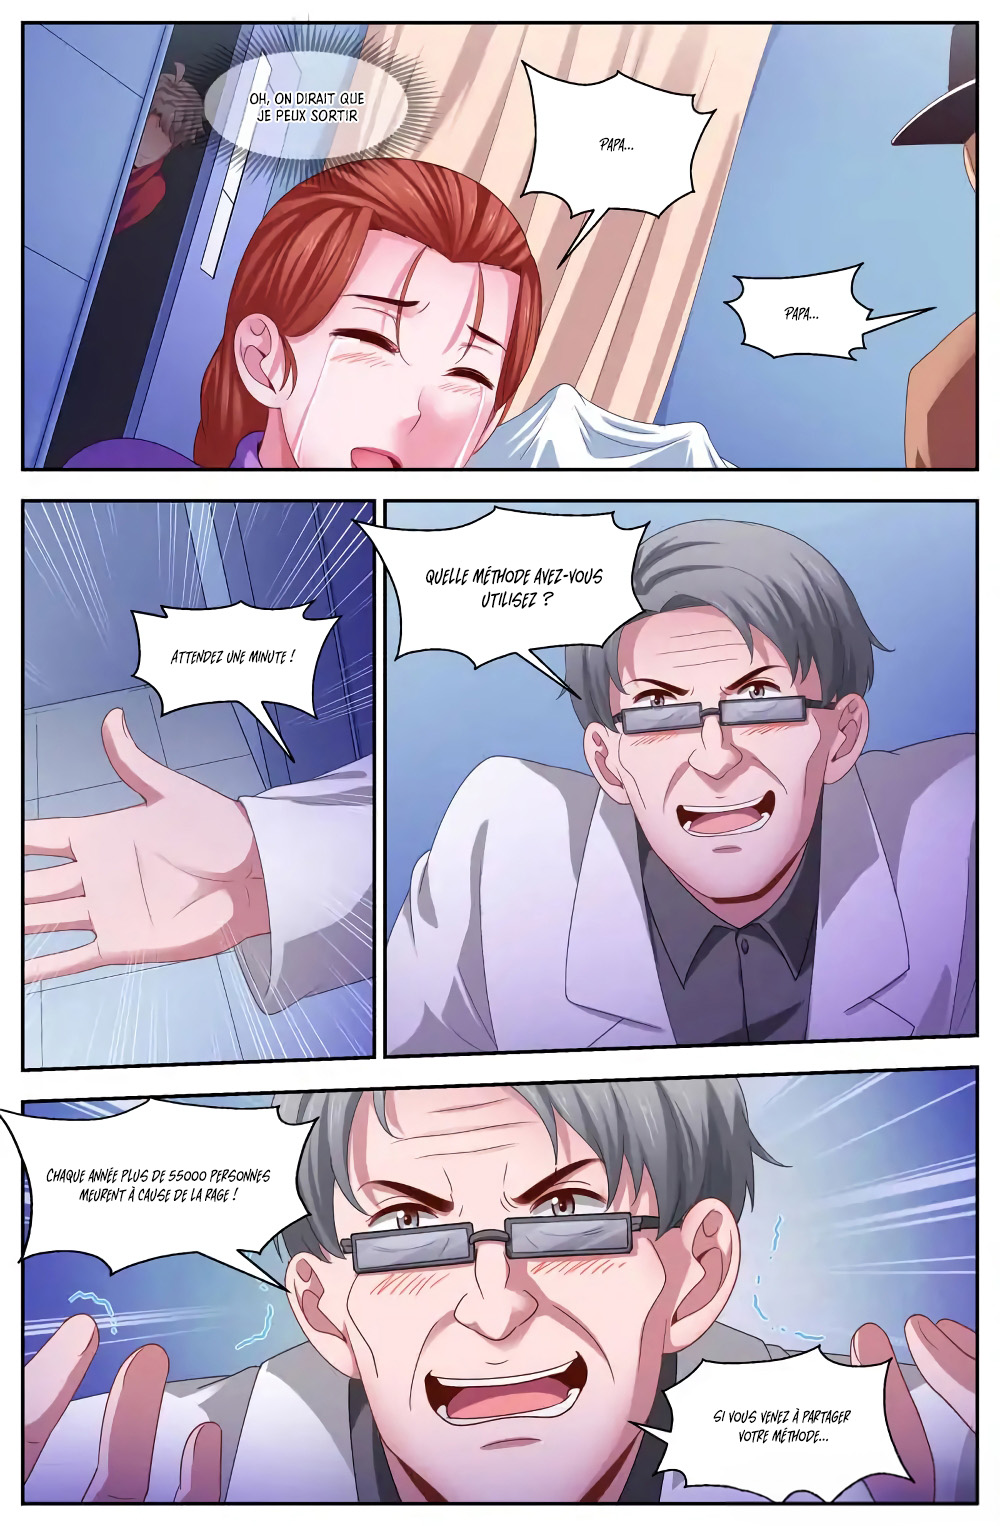 OH, ON DIRAIT QUE
JE PEUX SORTIR
PAPA...
PAPA...
ATTENDEZ UNE MINUTE !
QUELLE MÉTHODE AVEZ-VOUS
UTILISEZ ?
CHAQUE ANNÉE PLUS DE 55000 PERSONNES
MEURENT À CAUSE DE LA RAGE !
SI VOUS VENEZ À PARTAGER
VOTRE MÉTHODE...